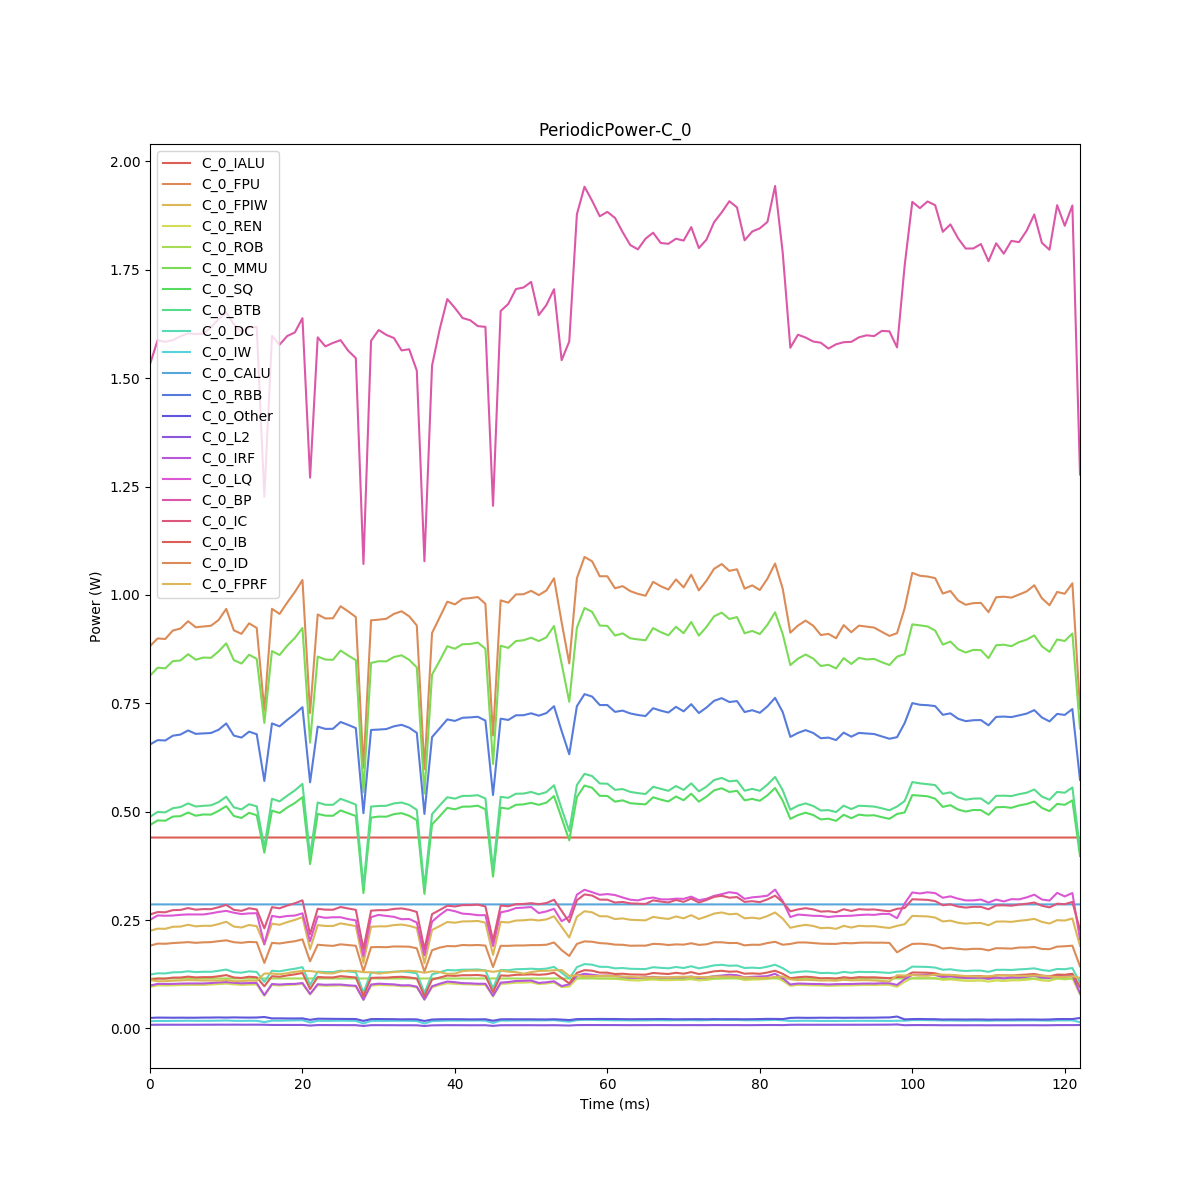 PeriodicPower-C_0
2.00
1.75
1.50
1.25
1.00
0.75
0.50
0.25
0.00
Power (W)
C_0_IALU
C_0_FPU
C_0_FPIW
C_0_REN
C_0_ROB
C_0_MMU
C_0_SQ
C_0_BTB
C_0_DC
C_0_IW
C_0_CALU
C_0_RBB
C_0_Other
C_0_L2
C_0_IRF
C_0_LQ
C_0_BP
C_0_IC
C_0_IB
C_0_ID
C_0_FPRF
0 20 40 60 80 100 120
Time (ms)